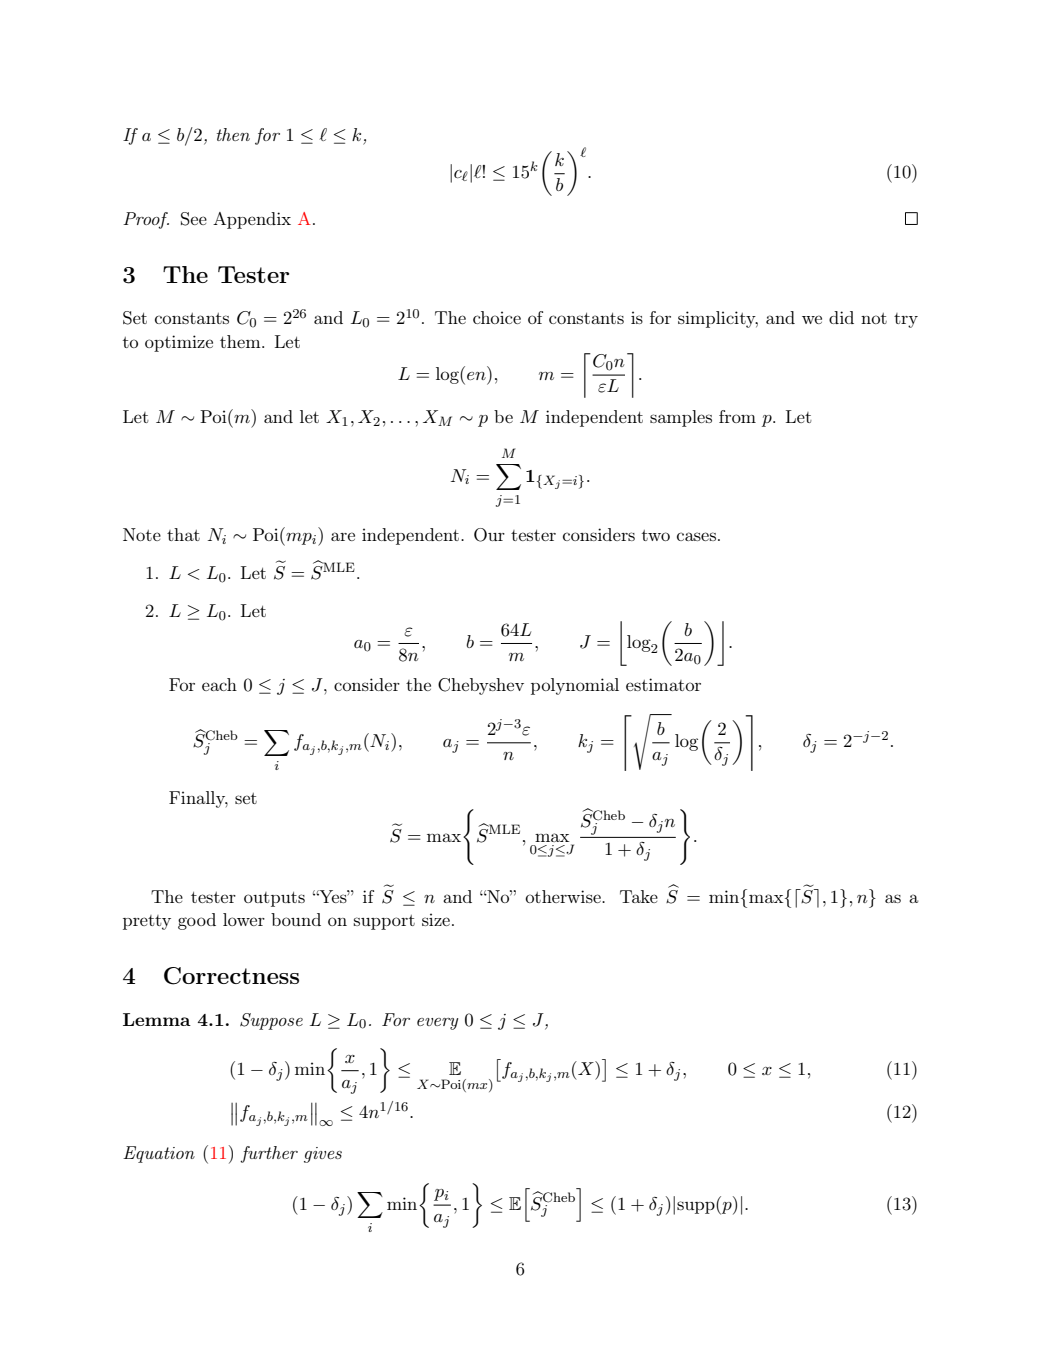 If a ≤ b/2, then for 1 ≤ ℓ ≤ k,
|c_ℓ|ℓ! ≤ 15^k (k/b)^ℓ. (10)
Proof. See Appendix A. □
3 The Tester
Set constants C_0 = 2^26 and L_0 = 2^10. The choice of constants is for simplicity, and we did not try
to optimize them. Let
L = log(en), m = ⌈C_0 n / εL⌉.
Let M ∼ Poi(m) and let X_1, X_2, . . . , X_M ∼ p be M independent samples from p. Let
N_i = ∑_{j=1}^{M} 1_{{X_j=i}}.
Note that N_i ∼ Poi(mp_i) are independent. Our tester considers two cases.
1. L < L_0. Let S̃ = Ŝ^MLE.
2. L ≥ L_0. Let
a_0 = ε/8n, b = 64L/m, J = ⌊log_2(b/2a_0)⌋.
For each 0 ≤ j ≤ J, consider the Chebyshev polynomial estimator
Ŝ_j^Cheb = ∑_i f_{a_j,b,k_j,m}(N_i), a_j = 2^{j−3}ε/n, k_j = ⌈√(b/a_j) log(2/δ_j)⌉, δ_j = 2^{−j−2}.
Finally, set
S̃ = max{Ŝ^MLE, max_{0≤j≤J} (Ŝ_j^Cheb − δ_j n)/(1 + δ_j)}.
The tester outputs “Yes” if S̃ ≤ n and “No” otherwise. Take Ŝ = min{max{⌈S̃⌉, 1}, n} as a
pretty good lower bound on support size.
4 Correctness
Lemma 4.1. Suppose L ≥ L_0. For every 0 ≤ j ≤ J,
(1 − δ_j) min{x/a_j, 1} ≤ 𝔼_{X∼Poi(mx)}[f_{a_j,b,k_j,m}(X)] ≤ 1 + δ_j, 0 ≤ x ≤ 1, (11)
‖f_{a_j,b,k_j,m}‖_∞ ≤ 4n^{1/16}. (12)
Equation (11) further gives
(1 − δ_j) ∑_i min{p_i/a_j, 1} ≤ 𝔼[Ŝ_j^Cheb] ≤ (1 + δ_j)|supp(p)|. (13)
6